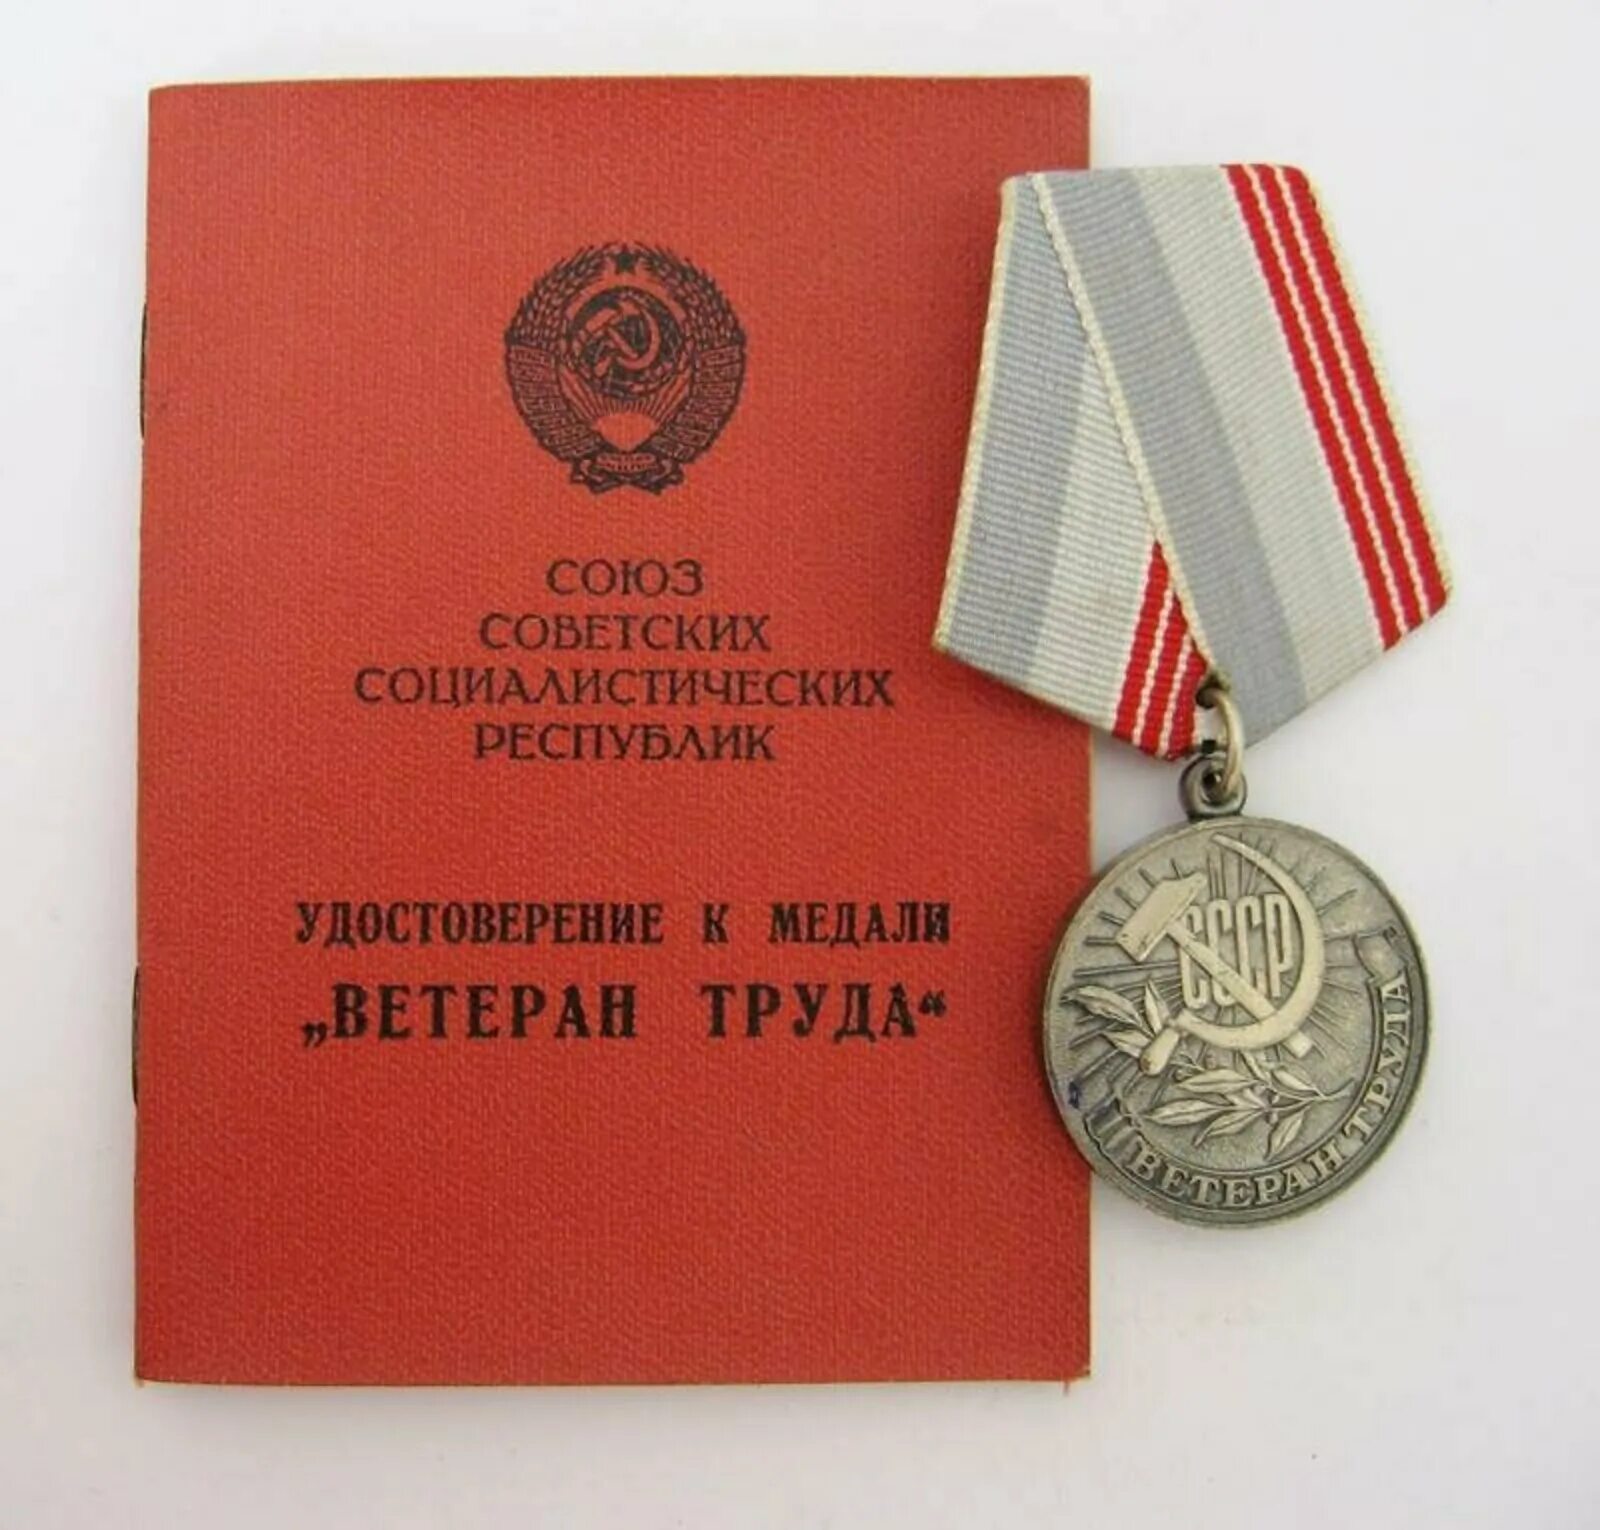 СОЮЗ
СОВЕТСКИХ
СОЦИАЛИСТИЧЕСКИХ
РЕСПУБЛИК
УДОСТОВЕРЕНИЕ К МЕДАЛИ
„ВЕТЕРАН ТРУДА“
СССР
ВЕТЕРАН ТРУДА